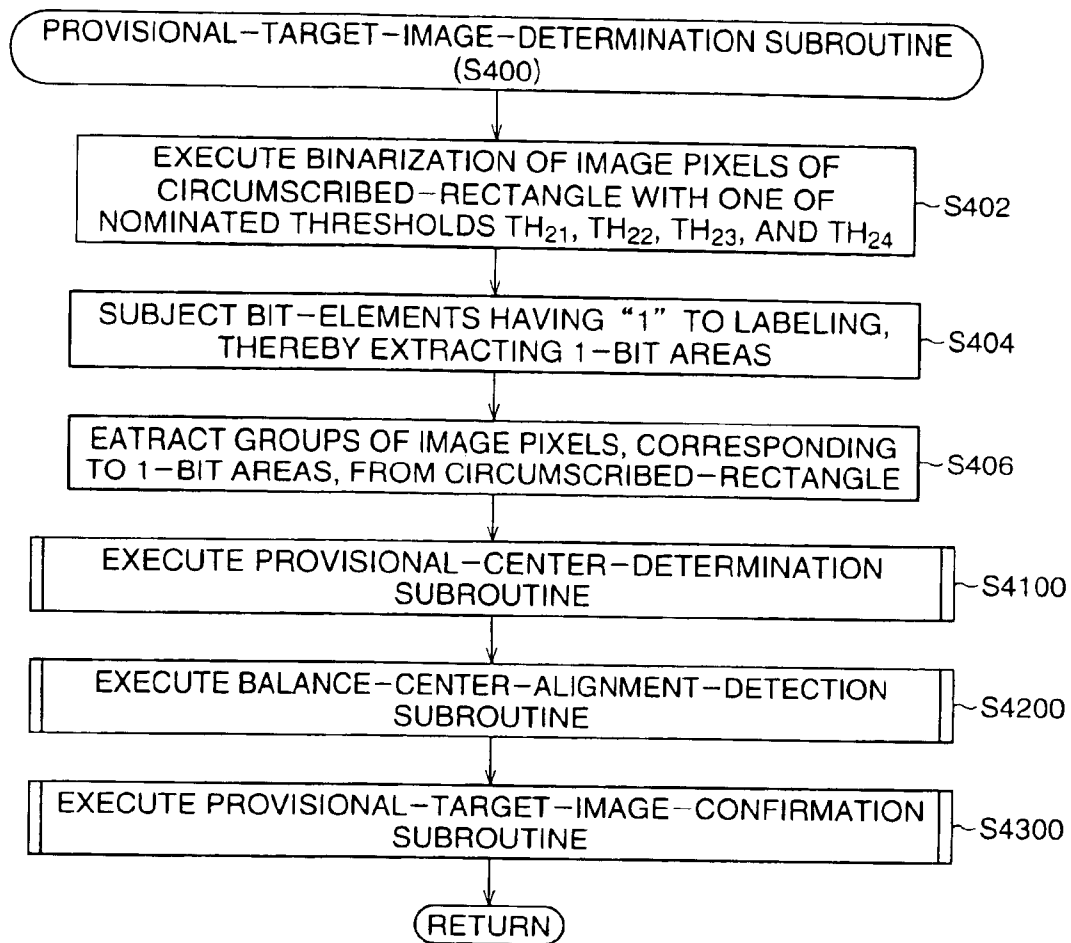 PROVISIONAL-TARGET-IMAGE-DETERMINATION SUBROUTINE
(S400)
EXECUTE BINARIZATION OF IMAGE PIXELS OF
CIRCUMSCRIBED-RECTANGLE WITH ONE OF
NOMINATED THRESHOLDS TH21, TH22, TH23, AND TH24
S402
SUBJECT BIT-ELEMENTS HAVING “1” TO LABELING,
THEREBY EXTRACTING 1-BIT AREAS
S404
EATRACT GROUPS OF IMAGE PIXELS, CORRESPONDING
TO 1-BIT AREAS, FROM CIRCUMSCRIBED-RECTANGLE
S406
EXECUTE PROVISIONAL-CENTER-DETERMINATION
SUBROUTINE
S4100
EXECUTE BALANCE-CENTER-ALIGNMENT-DETECTION
SUBROUTINE
S4200
EXECUTE PROVISIONAL-TARGET-IMAGE-CONFIRMATION
SUBROUTINE
S4300
RETURN